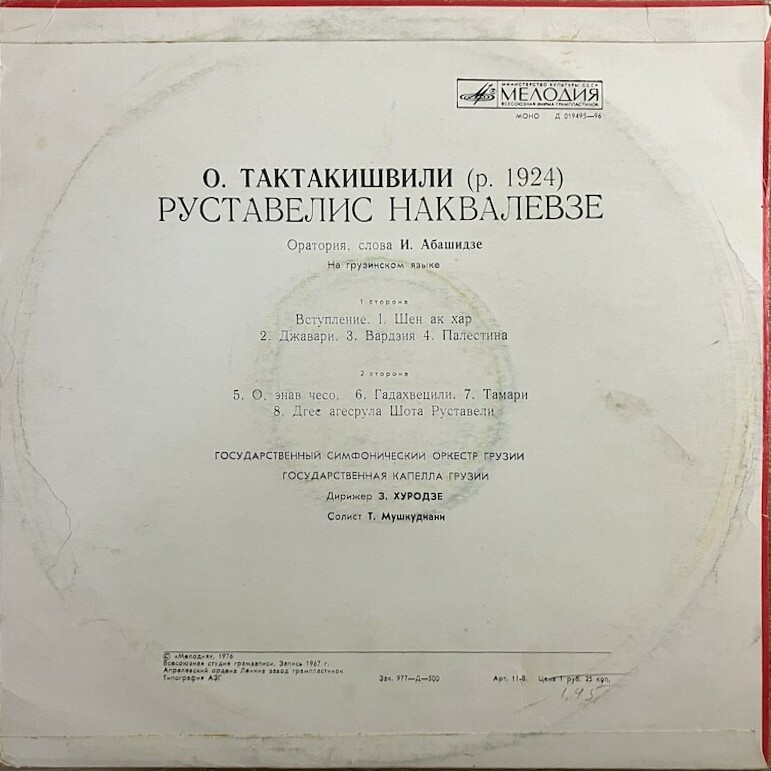 МИНИСТЕРСТВО КУЛЬТУРЫ СССР
МЕЛОДИЯ
ВСЕСОЮЗНАЯ ФИРМА ГРАМПЛАСТИНОК
МОНО Д 019495—96
О. ТАКТАКИШВИЛИ (р. 1924)
РУСТАВЕЛИС НАКВАЛЕВЗЕ
Оратория, слова И. Абашидзе
На грузинском языке
1 сторона
Вступление. 1. Шен ак хар
2. Джавари. 3. Вардзия 4. Палестина
2 сторона
5. О, энав чесо. 6. Гадахвецили. 7. Тамари
8. Дгес агесрула Шота Руставели
ГОСУДАРСТВЕННЫЙ СИМФОНИЧЕСКИЙ ОРКЕСТР ГРУЗИИ
ГОСУДАРСТВЕННАЯ КАПЕЛЛА ГРУЗИИ
Дирижер З. ХУРОДЗЕ
Солист Т. Мушкудиани
© «Мелодия», 1976
Всесоюзная студия грамзаписи. Запись 1967 г.
Апрелевский ордена Ленина завод грампластинок
Типография АЗГ Зак. 977—Д—500 Арт. 11-8. Цена 1 руб. 25 коп.
1.45